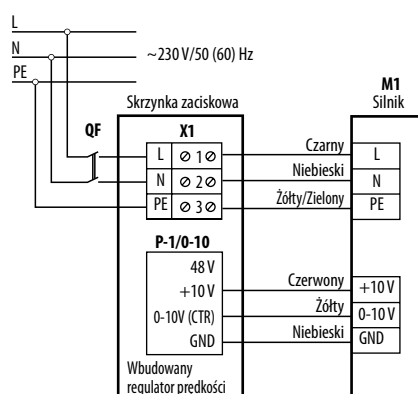 L
N
PE
~230 V/50 (60) Hz
M1
Silnik
Skrzynka zaciskowa
QF
X1
L 1
N 2
PE 3
Czarny
Niebieski
Żółty/Zielony
L
N
PE
P-1/0-10
48 V
+10 V
0-10V (CTR)
GND
Czerwony
Żółty
Niebieski
+10 V
0-10 V
GND
Wbudowany
regulator prędkości